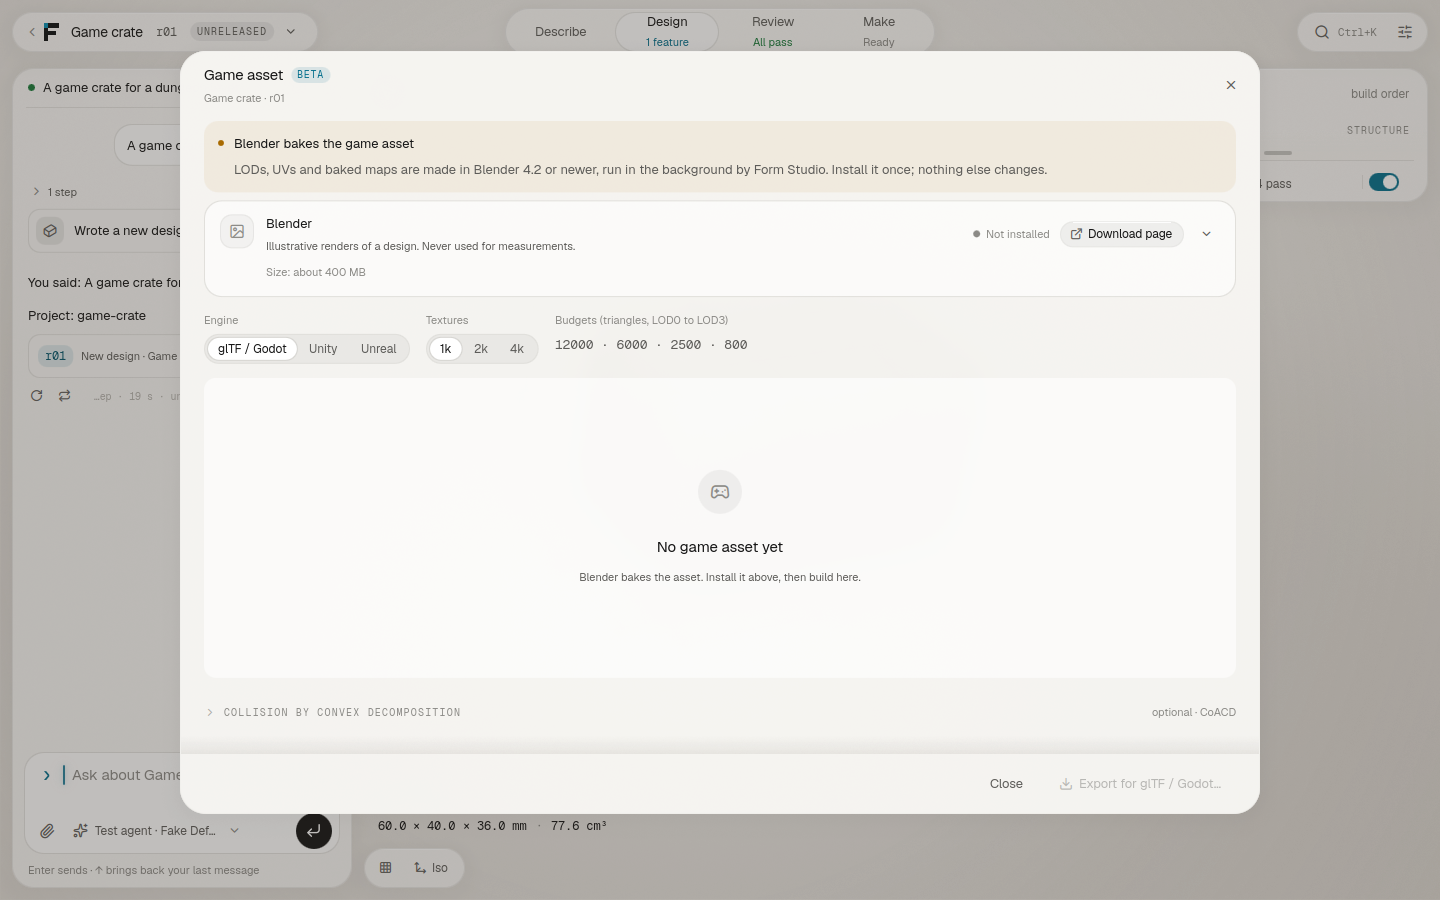 Game crate r01 UNRELEASED
Describe
Design
1 feature
Review
All pass
Make
Ready
Ctrl+K
A game crate for a dung
A game c
1 step
Wrote a new desig
You said: A game crate for
Project: game-crate
r01 New design · Game
…ep · 19 s · un
Ask about Game
Test agent · Fake Def…
Enter sends · ↑ brings back your last message
Game asset BETA
Game crate · r01
Blender bakes the game asset
LODs, UVs and baked maps are made in Blender 4.2 or newer, run in the background by Form Studio. Install it once; nothing else changes.
Blender
Illustrative renders of a design. Never used for measurements.
Size: about 400 MB
Not installed
Download page
Engine
glTF / Godot Unity Unreal
Textures
1k 2k 4k
Budgets (triangles, LOD0 to LOD3)
12000 · 6000 · 2500 · 800
No game asset yet
Blender bakes the asset. Install it above, then build here.
COLLISION BY CONVEX DECOMPOSITION
optional · CoACD
Close
Export for glTF / Godot…
build order
STRUCTURE
pass
60.0 × 40.0 × 36.0 mm · 77.6 cm³
Iso